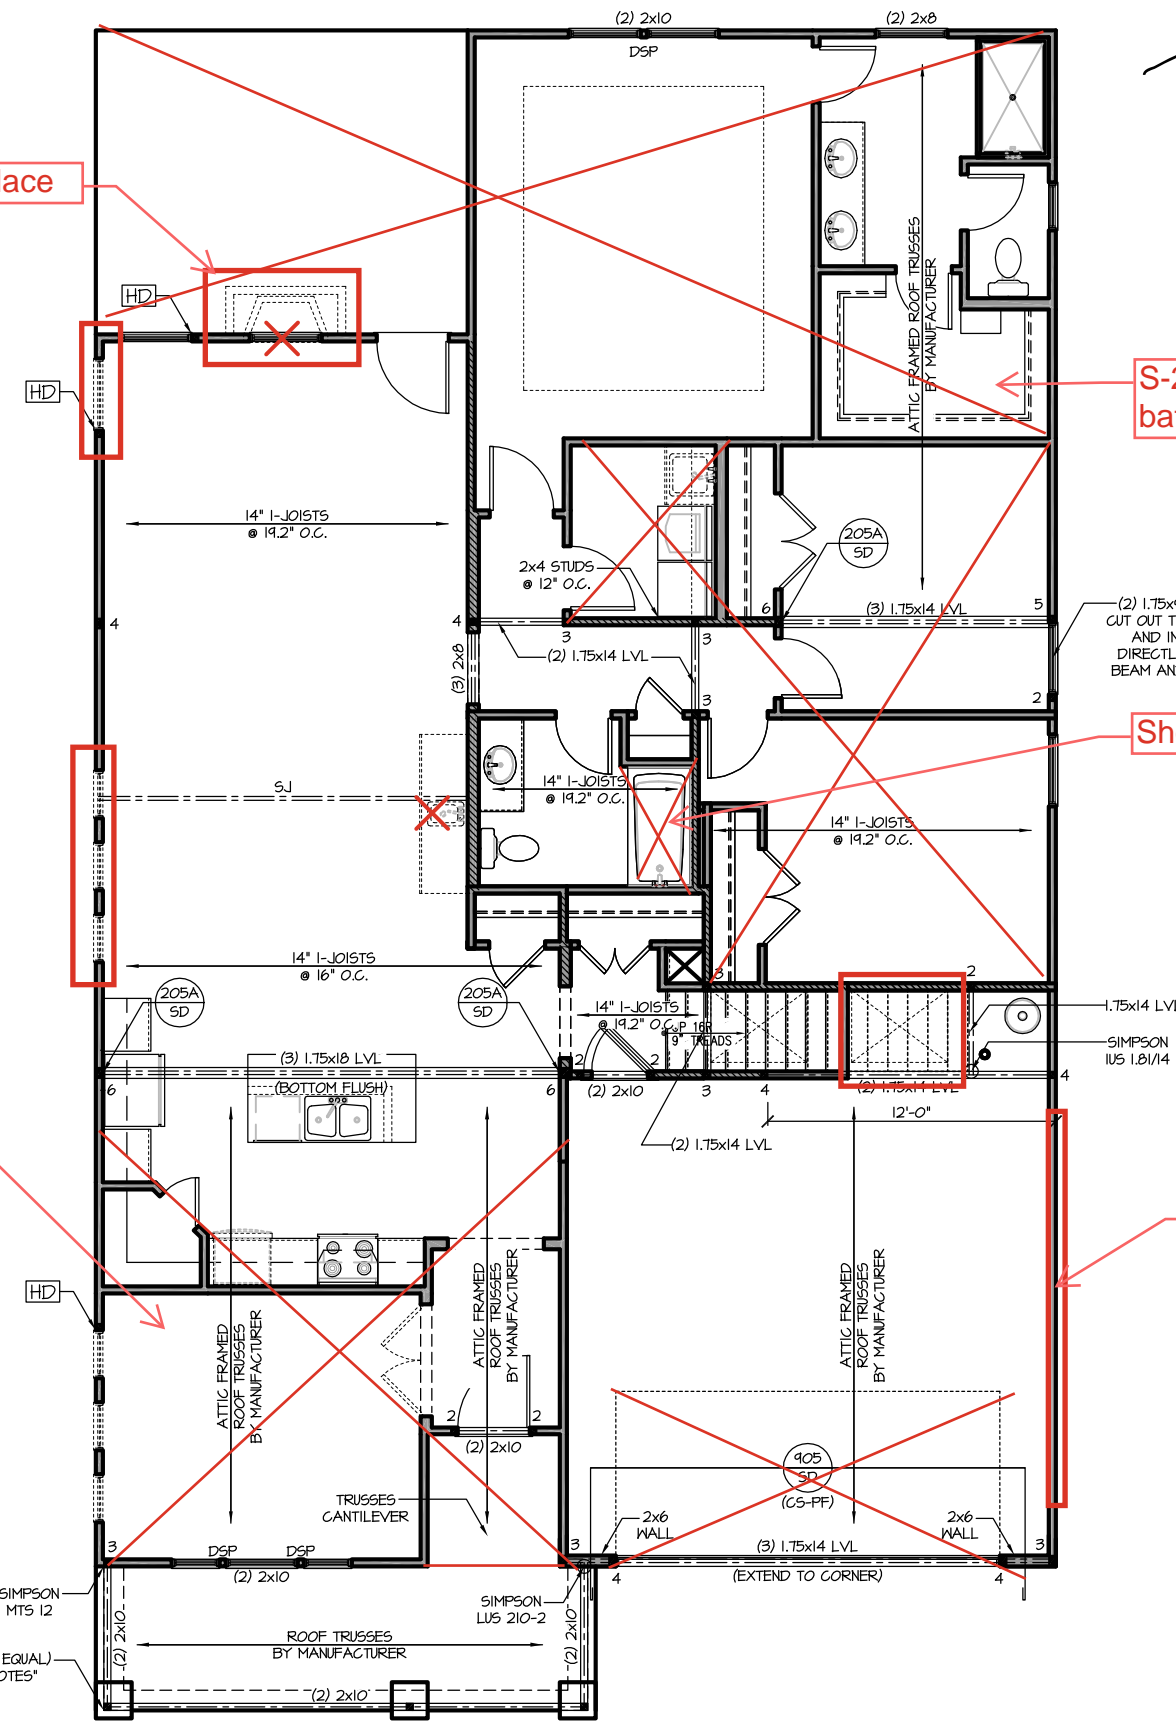 (2) 2x10
(2) 2x8
DSP
lace
HD
HD
ATTIC FRAMED ROOF TRUSSES
BY MANUFACTURER
S-2
ba
14" I-JOISTS
@ 19.2" O.C.
2x4 STUDS
@ 12" O.C.
205A
SD
4
4
3
3
6
(3) 1.75x14 LVL
5
(2) 1.75x
CUT OUT T
AND IN
DIRECTL
BEAM AN
(3) 2x8
(2) 1.75x14 LVL
3
2
Sh
SJ
14" I-JOISTS
@ 19.2" O.C.
14" I-JOISTS
@ 19.2" O.C.
14" I-JOISTS
@ 16" O.C.
3
2
205A
SD
205A
SD
14" I-JOISTS
@ 19.2" O.C.
P 16R
9" TREADS
1.75x14 LVL
SIMPSON
IUS 1.81/14
(3) 1.75x18 LVL
(BOTTOM FLUSH)
6
6
2
2
(2) 2x10
3
4
(2) 1.75x14 LVL
4
12'-0"
(2) 1.75x14 LVL
HD
ATTIC FRAMED
ROOF TRUSSES
BY MANUFACTURER
ATTIC FRAMED
ROOF TRUSSES
BY MANUFACTURER
ATTIC FRAMED
ROOF TRUSSES
BY MANUFACTURER
2
2
(2) 2x10
905
SD
(CS-PF)
TRUSSES
CANTILEVER
2x6
WALL
2x6
WALL
3
DSP
DSP
(2) 2x10
3
(3) 1.75x14 LVL
3
4
(EXTEND TO CORNER)
4
SIMPSON
MTS 12
SIMPSON
LUS 210-2
(2) 2x10
(2) 2x10
ROOF TRUSSES
BY MANUFACTURER
EQUAL)
OTES"
(2) 2x10